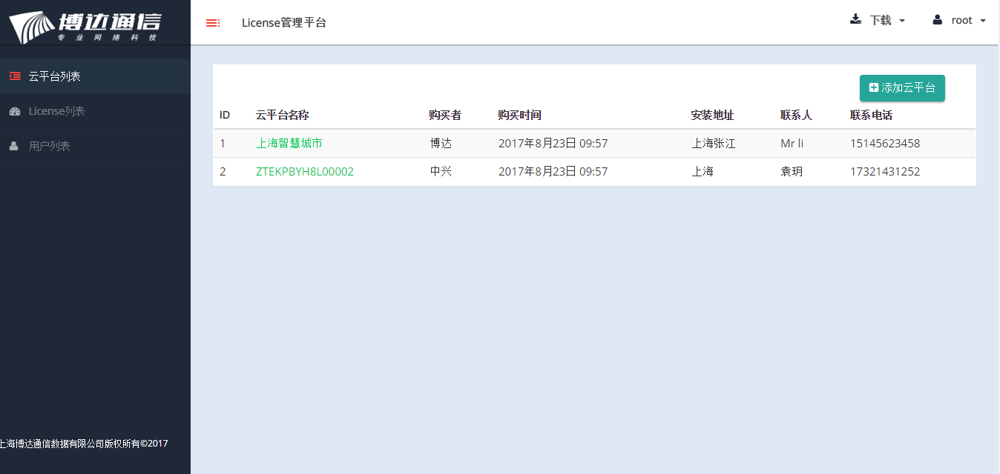 博达通信
专业网络科技
License管理平台
下载
root
云平台列表
License列表
用户列表
添加云平台
ID 云平台名称 购买者 购买时间 安装地址 联系人 联系电话
1 上海智慧城市 博达 2017年8月23日 09:57 上海张江 Mr li 15145623458
2 ZTEKPBYH8L00002 中兴 2017年8月23日 09:57 上海 袁玥 17321431252
上海博达通信数据有限公司版权所有©2017